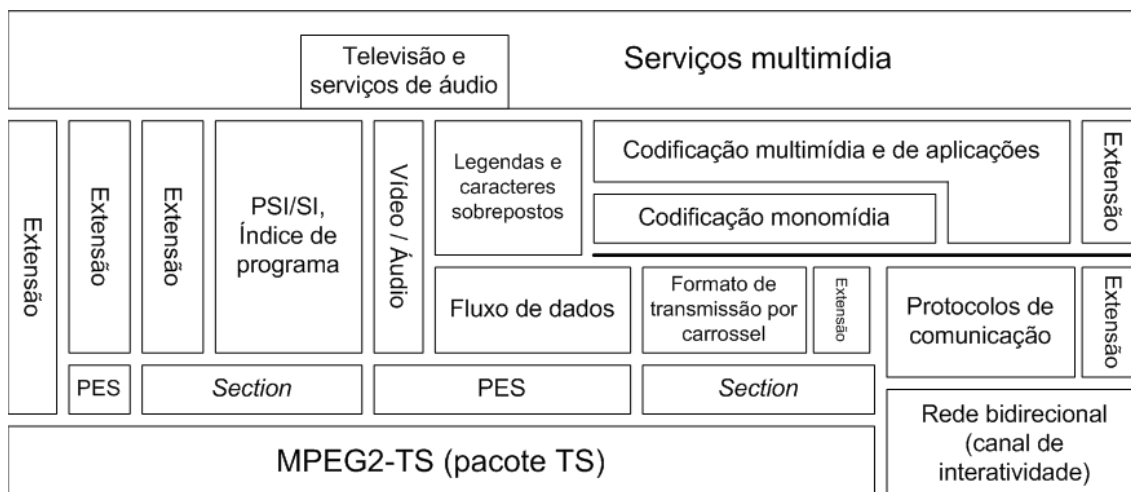 Televisão e
serviços de áudio
Serviços multimídia
Extensão
Extensão
Extensão
PSI/SI,
Índice de
programa
Vídeo / Áudio
Legendas e
caracteres
sobrepostos
Codificação multimídia e de aplicações
Codificação monomídia
Extensão
Fluxo de dados
Formato de
transmissão por
carrossel
Extensão
Protocolos de
comunicação
Extensão
PES
Section
PES
Section
MPEG2-TS (pacote TS)
Rede bidirecional
(canal de
interatividade)